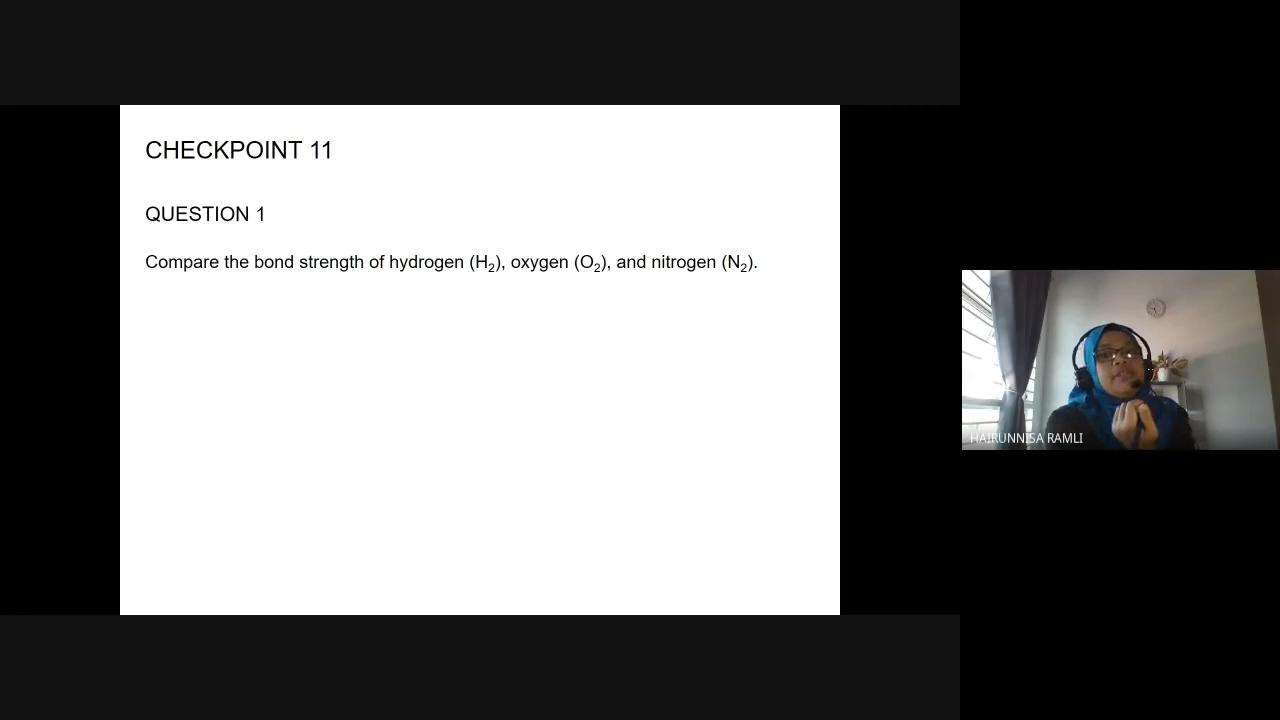 CHECKPOINT 11
QUESTION 1
Compare the bond strength of hydrogen (H₂), oxygen (O₂), and nitrogen (N₂).
HAIRUNNISA RAMLI